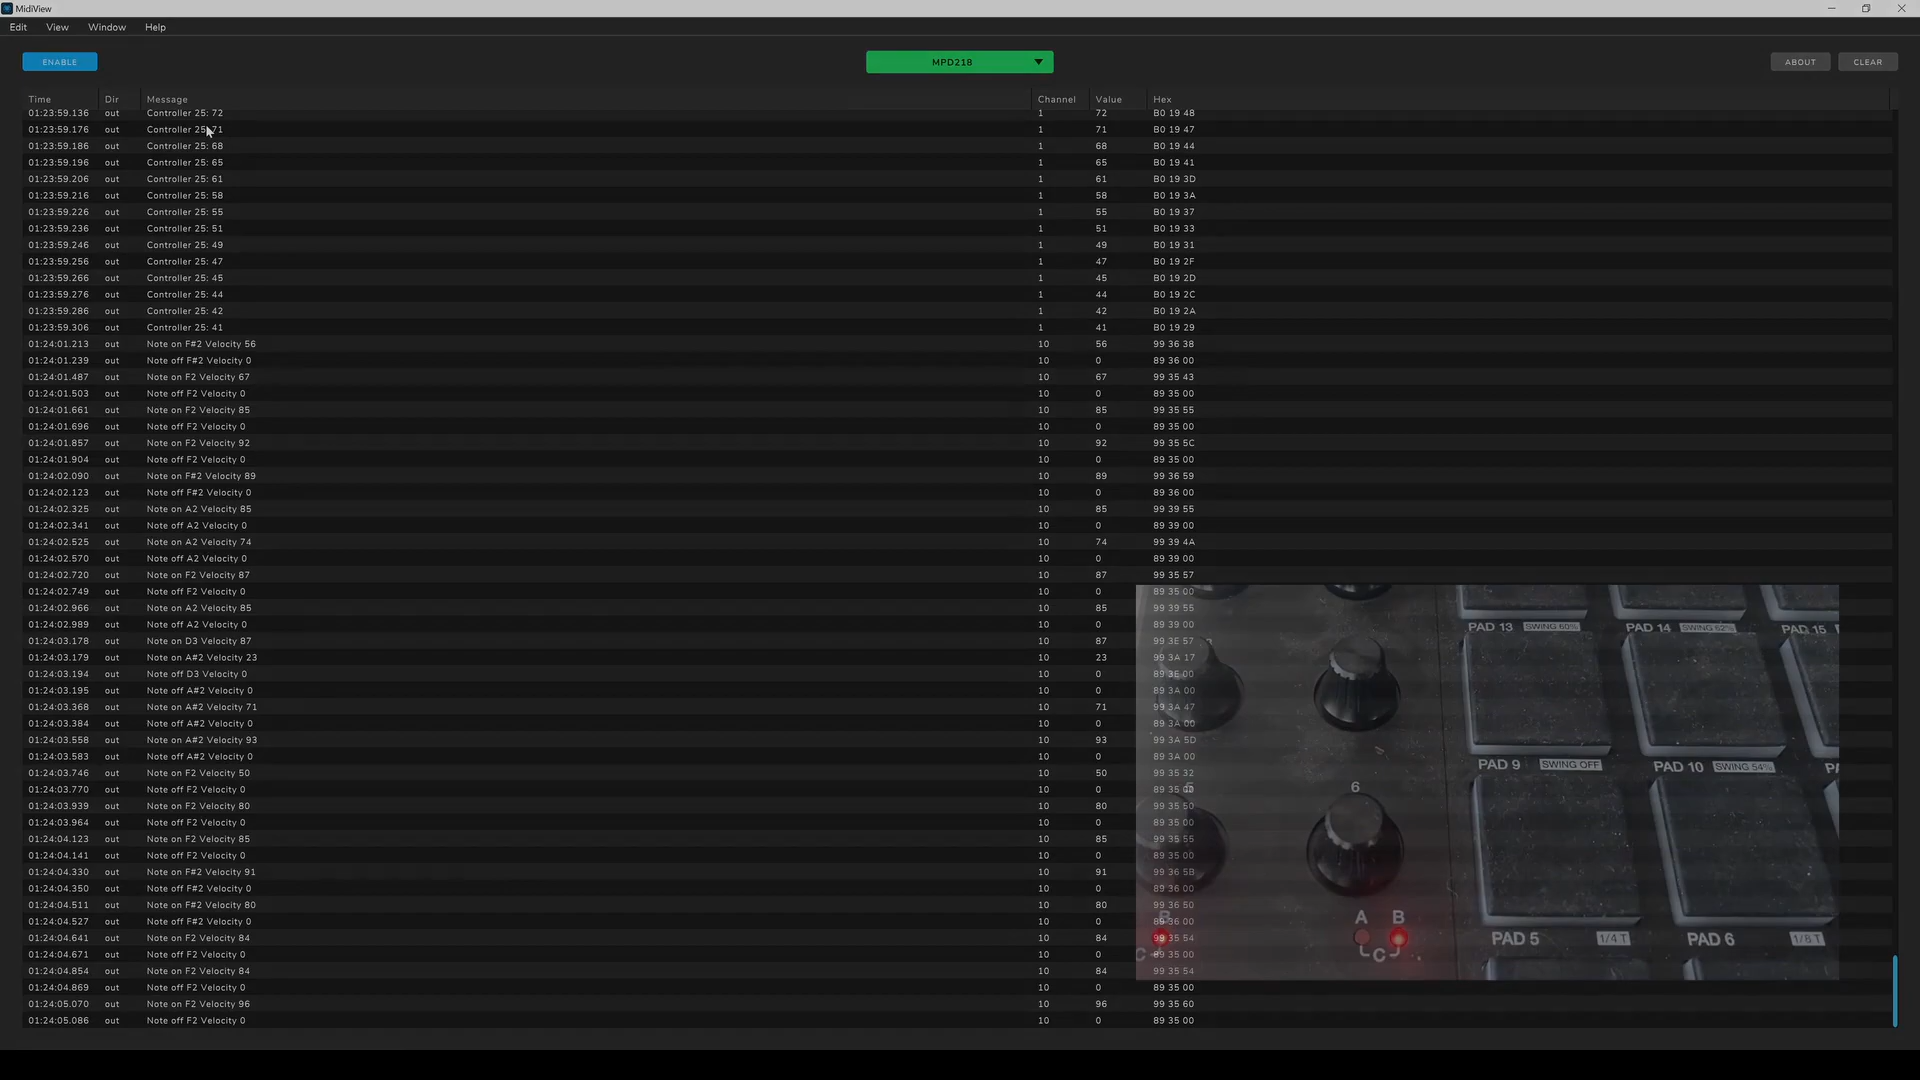 MidiView
Edit View Window Help
ENABLE MPD218 ABOUT CLEAR
Time Dir Message Channel Value Hex
01:23:59.136 out Controller 25: 72 1 72 B0 19 48
01:23:59.176 out Controller 25: 71 1 71 B0 19 47
01:23:59.186 out Controller 25: 68 1 68 B0 19 44
01:23:59.196 out Controller 25: 65 1 65 B0 19 41
01:23:59.206 out Controller 25: 61 1 61 B0 19 3D
01:23:59.216 out Controller 25: 58 1 58 B0 19 3A
01:23:59.226 out Controller 25: 55 1 55 B0 19 37
01:23:59.236 out Controller 25: 51 1 51 B0 19 33
01:23:59.246 out Controller 25: 49 1 49 B0 19 31
01:23:59.256 out Controller 25: 47 1 47 B0 19 2F
01:23:59.266 out Controller 25: 45 1 45 B0 19 2D
01:23:59.276 out Controller 25: 44 1 44 B0 19 2C
01:23:59.286 out Controller 25: 42 1 42 B0 19 2A
01:23:59.306 out Controller 25: 41 1 41 B0 19 29
01:24:01.213 out Note on F#2 Velocity 56 10 56 99 36 38
01:24:01.239 out Note off F#2 Velocity 0 10 0 89 36 00
01:24:01.487 out Note on F2 Velocity 67 10 67 99 35 43
01:24:01.503 out Note off F2 Velocity 0 10 0 89 35 00
01:24:01.661 out Note on F2 Velocity 85 10 85 99 35 55
01:24:01.696 out Note off F2 Velocity 0 10 0 89 35 00
01:24:01.857 out Note on F2 Velocity 92 10 92 99 35 5C
01:24:01.904 out Note off F2 Velocity 0 10 0 89 35 00
01:24:02.090 out Note on F#2 Velocity 89 10 89 99 36 59
01:24:02.123 out Note off F#2 Velocity 0 10 0 89 36 00
01:24:02.325 out Note on A2 Velocity 85 10 85 99 39 55
01:24:02.341 out Note off A2 Velocity 0 10 0 89 39 00
01:24:02.525 out Note on A2 Velocity 74 10 74 99 39 4A
01:24:02.570 out Note off A2 Velocity 0 10 0 89 39 00
01:24:02.720 out Note on F2 Velocity 87 10 87 99 35 57
01:24:02.749 out Note off F2 Velocity 0 10 0 89 35 00
01:24:02.966 out Note on A2 Velocity 85 10 85 99 39 55
01:24:02.989 out Note off A2 Velocity 0 10 0 89 39 00
01:24:03.178 out Note on D3 Velocity 87 10 87 99 3E 57
01:24:03.179 out Note on A#2 Velocity 23 10 23 99 3A 17
01:24:03.194 out Note off D3 Velocity 0 10 0 89 3E 00
01:24:03.195 out Note off A#2 Velocity 0 10 0 89 3A 00
01:24:03.368 out Note on A#2 Velocity 71 10 71 99 3A 47
01:24:03.384 out Note off A#2 Velocity 0 10 0 89 3A 00
01:24:03.558 out Note on A#2 Velocity 93 10 93 99 3A 5D
01:24:03.583 out Note off A#2 Velocity 0 10 0 89 3A 00
01:24:03.746 out Note on F2 Velocity 50 10 50 99 35 32
01:24:03.770 out Note off F2 Velocity 0 10 0 89 35 00
01:24:03.939 out Note on F2 Velocity 80 10 80 99 35 50
01:24:03.964 out Note off F2 Velocity 0 10 0 89 35 00
01:24:04.123 out Note on F2 Velocity 85 10 85 99 35 55
01:24:04.141 out Note off F2 Velocity 0 10 0 89 35 00
01:24:04.330 out Note on F#2 Velocity 91 10 91 99 36 5B
01:24:04.350 out Note off F#2 Velocity 0 10 0 89 36 00
01:24:04.511 out Note on F#2 Velocity 80 10 80 99 36 50
01:24:04.527 out Note off F#2 Velocity 0 10 0 89 36 00
01:24:04.641 out Note on F2 Velocity 84 10 84 99 35 54
01:24:04.671 out Note off F2 Velocity 0 10 0 89 35 00
01:24:04.854 out Note on F2 Velocity 84 10 84 99 35 54
01:24:04.869 out Note off F2 Velocity 0 10 0 89 35 00
01:24:05.070 out Note on F2 Velocity 96 10 96 99 35 60
01:24:05.086 out Note off F2 Velocity 0 10 0 89 35 00
PAD 13 SWING 60% PAD 14 SWING 62% PAD 15
PAD 9 SWING OFF PAD 10 SWING 54%
5 6
B A B
C C
PAD 5 1/4 T PAD 6 1/8 T